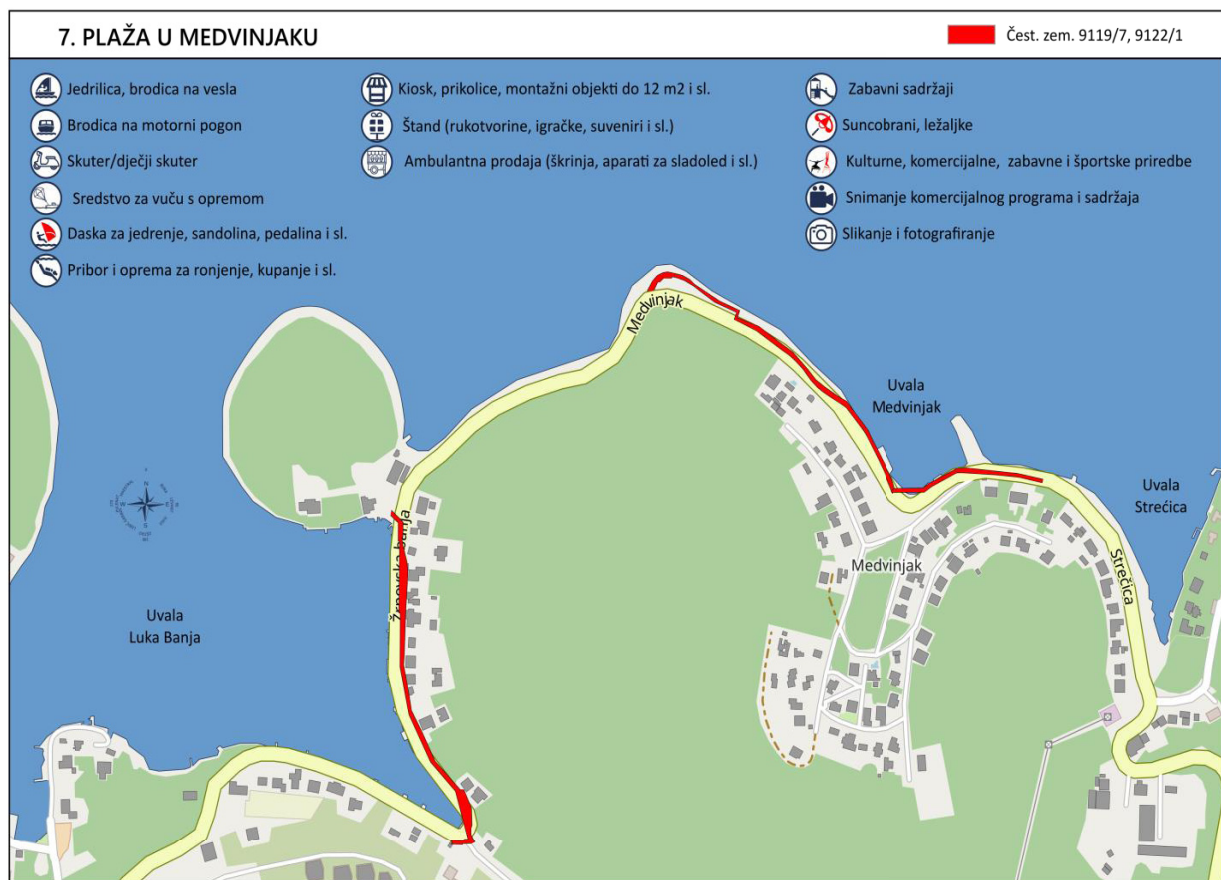 7. PLAŽA U MEDVINJAKU
Čest. zem. 9119/7, 9122/1
Jedrilica, brodica na vesla
Brodica na motorni pogon
Skuter/dječji skuter
Sredstvo za vuču s opremom
Daska za jedrenje, sandolina, pedalina i sl.
Pribor i oprema za ronjenje, kupanje i sl.
Kiosk, prikolice, montažni objekti do 12 m2 i sl.
Štand (rukotvorine, igračke, suveniri i sl.)
Ambulantna prodaja (škrinja, aparati za sladoled i sl.)
Zabavni sadržaji
Suncobrani, ležaljke
Kulturne, komercijalne, zabavne i športske priredbe
Snimanje komercijalnog programa i sadržaja
Slikanje i fotografiranje
Medvinjak
Uvala
Medvinjak
Uvala
Strećica
Žrnovska banja
Medvinjak
Strečica
Uvala
Luka Banja
N
W
E
S